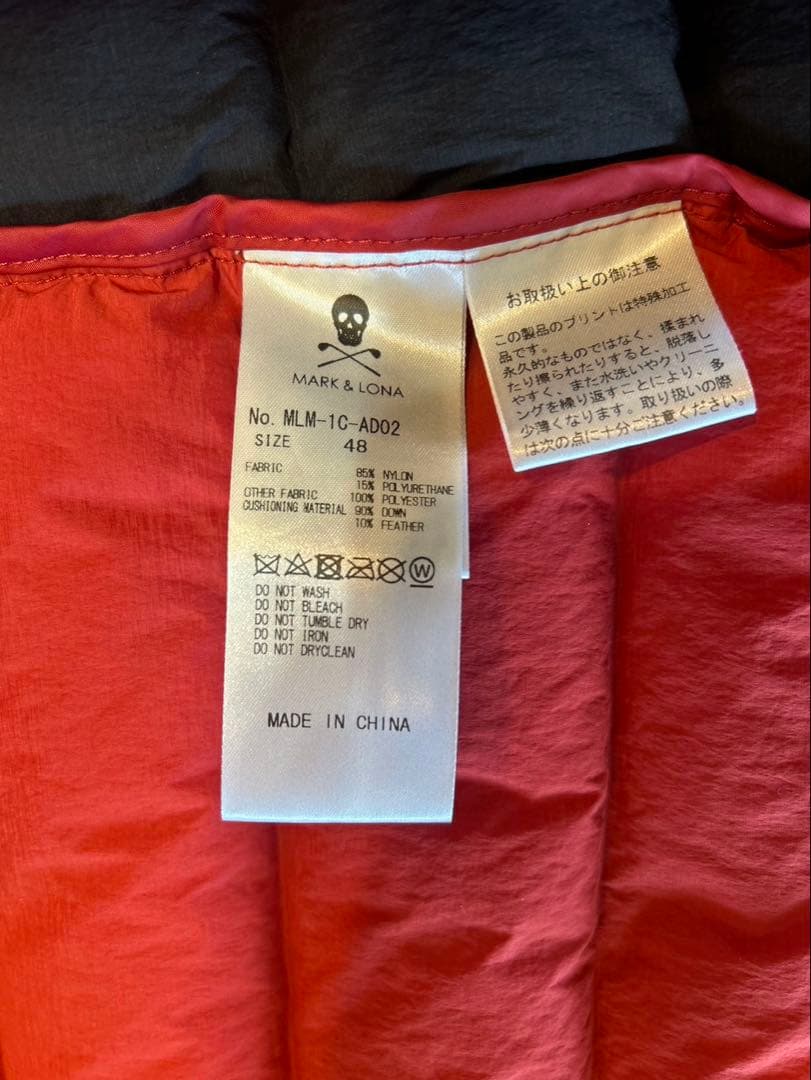 MARK & LONA
No. MLM-1C-AD02
SIZE 48
FABRIC 85% NYLON
15% POLYURETHANE
OTHER FABRIC 100% POLYESTER
CUSHIONING MATERIAL 90% DOWN
10% FEATHER
W
DO NOT WASH
DO NOT BLEACH
DO NOT TUMBLE DRY
DO NOT IRON
DO NOT DRYCLEAN
MADE IN CHINA
お取扱い上の御注意
この製品のプリントは特殊加工
品です。
永久的なものではなく、揉まれ
たり擦られたりすると、脱落し
やすく、また水洗いやクリーニ
ングを繰り返すことにより、多
少薄くなります。取り扱いの際
は次の点に十分ご注意ください。